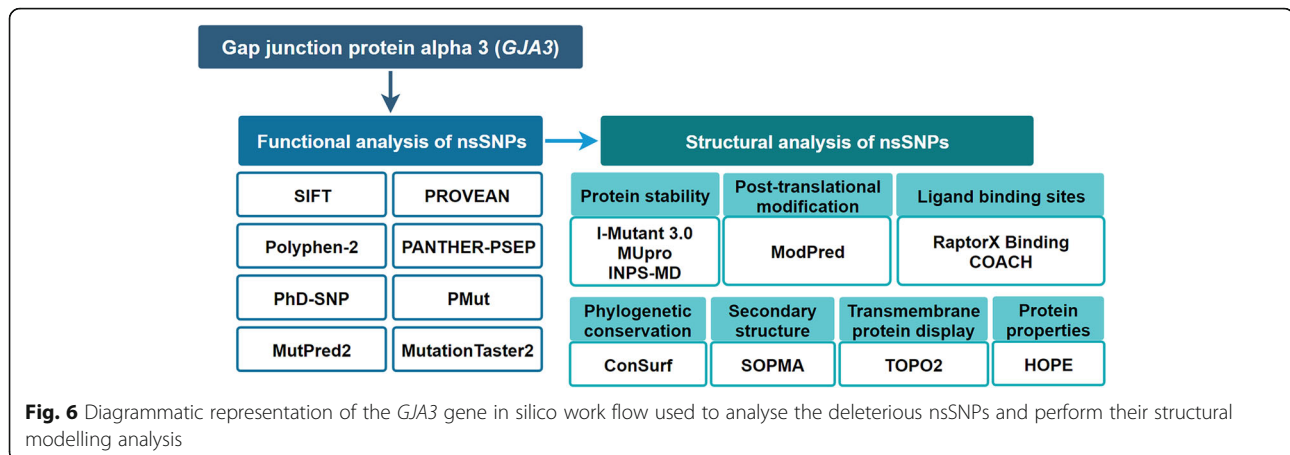 Gap junction protein alpha 3 (GJA3)
Functional analysis of nsSNPs
Structural analysis of nsSNPs
SIFT
PROVEAN
Polyphen-2
PANTHER-PSEP
PhD-SNP
PMut
MutPred2
MutationTaster2
Protein stability
I-Mutant 3.0
MUpro
INPS-MD
Post-translational
modification
ModPred
Ligand binding sites
RaptorX Binding
COACH
Phylogenetic
conservation
ConSurf
Secondary
structure
SOPMA
Transmembrane
protein display
TOPO2
Protein
properties
HOPE
Fig. 6 Diagrammatic representation of the GJA3 gene in silico work flow used to analyse the deleterious nsSNPs and perform their structural
modelling analysis